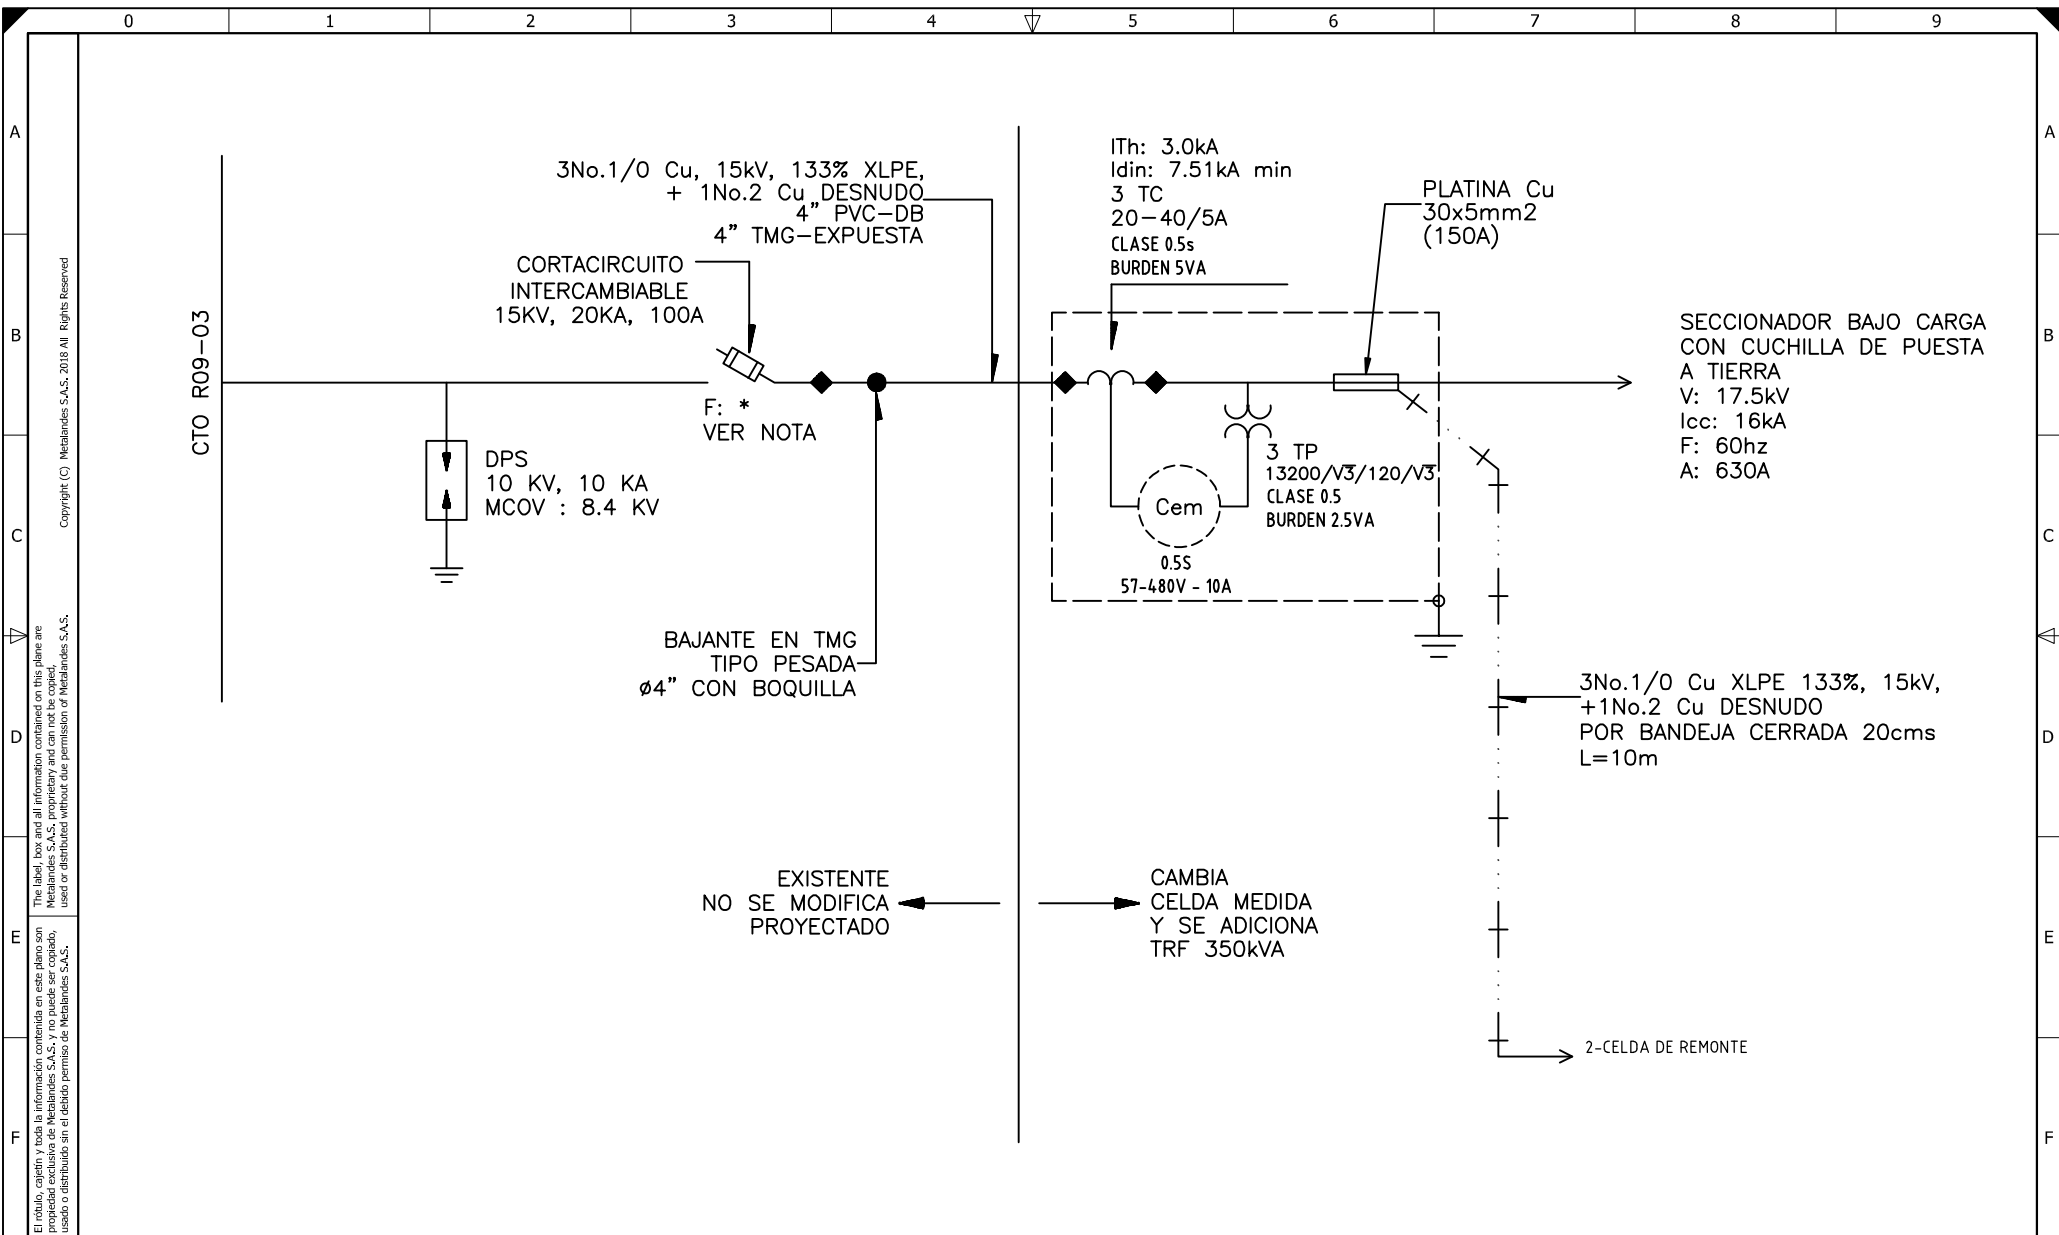 0 1 2 3 4 5 6 7 8 9
A
B
C
D
E
F
A
B
C
D
E
F
Copyright (C) Metalandes S.A.S. 2018 All Rights Reserved
The label, box and all information contained on this plane are
Metalandes S.A.S. proprietary and can not be copied,
used or distributed without due permission of Metalandes S.A.S.
El rótulo, cajetín y toda la información contenida en este plano son
propiedad exclusiva de Metalandes S.A.S. y no puede ser copiado,
usado o distribuido sin el debido permiso de Metalandes S.A.S.
CTO R09-03
3No.1/0 Cu, 15kV, 133% XLPE,
+ 1No.2 Cu DESNUDO
4" PVC-DB
4" TMG-EXPUESTA
CORTACIRCUITO
INTERCAMBIABLE
15KV, 20KA, 100A
F: *
VER NOTA
DPS
10 KV, 10 KA
MCOV : 8.4 KV
BAJANTE EN TMG
TIPO PESADA
ø4" CON BOQUILLA
ITh: 3.0kA
Idin: 7.51kA min
3 TC
20-40/5A
CLASE 0.5s
BURDEN 5VA
PLATINA Cu
30x5mm2
(150A)
3 TP
13200/√3/120/√3
CLASE 0.5
BURDEN 2.5VA
Cem
0.5S
57-480V - 10A
SECCIONADOR BAJO CARGA
CON CUCHILLA DE PUESTA
A TIERRA
V: 17.5kV
Icc: 16kA
F: 60hz
A: 630A
3No.1/0 Cu XLPE 133%, 15kV,
+1No.2 Cu DESNUDO
POR BANDEJA CERRADA 20cms
L=10m
EXISTENTE
NO SE MODIFICA
PROYECTADO
CAMBIA
CELDA MEDIDA
Y SE ADICIONA
TRF 350kVA
2-CELDA DE REMONTE